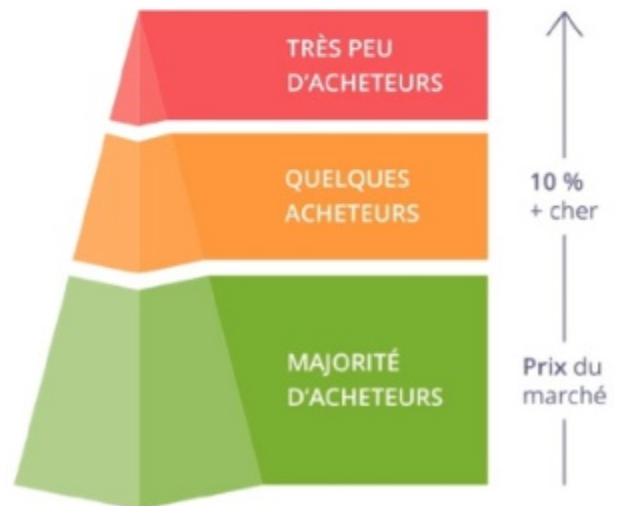 TRÈS PEU
D'ACHETEURS
QUELQUES
ACHETEURS
10 %
+ cher
MAJORITÉ
D'ACHETEURS
Prix du
marché